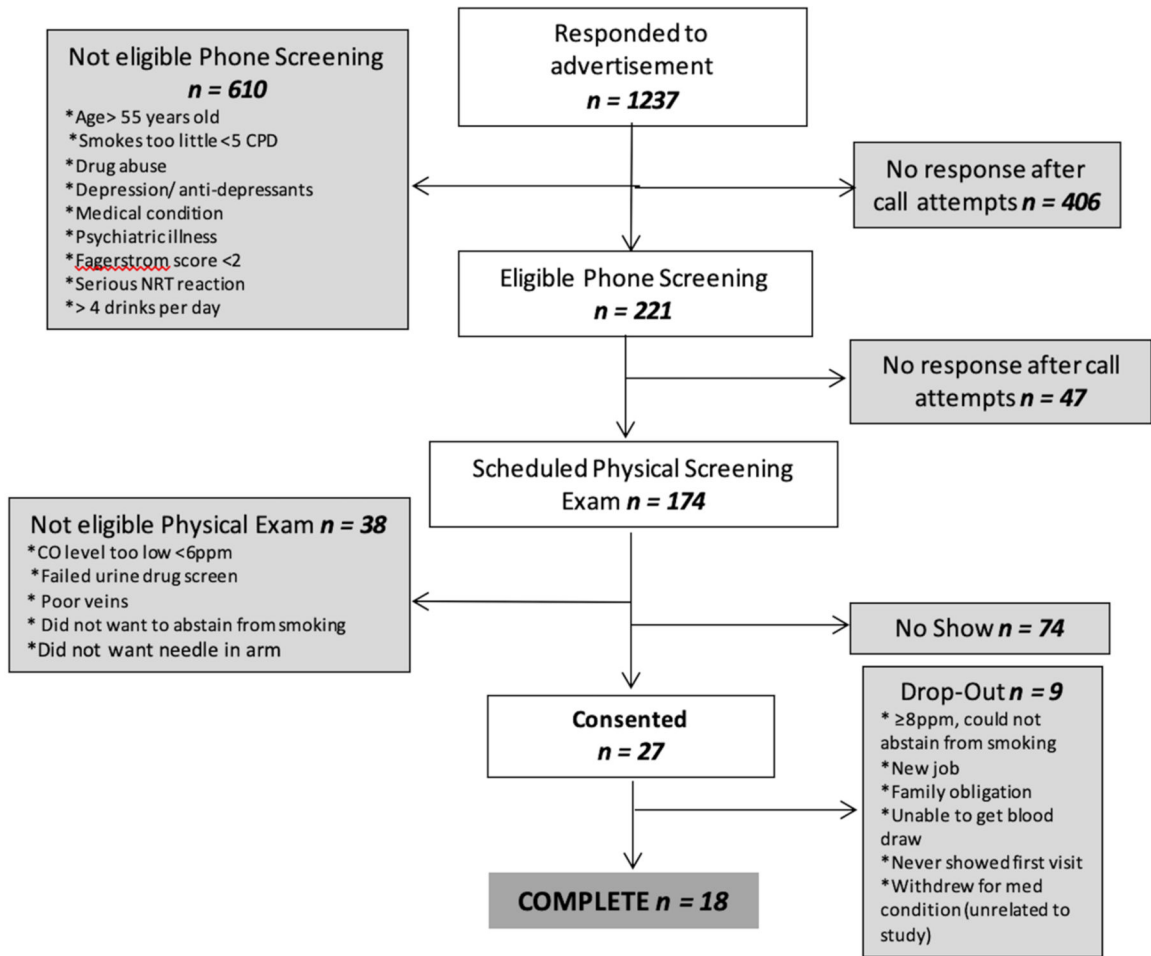 Responded to
advertisement
n = 1237
Not eligible Phone Screening
n = 610
*Age> 55 years old
*Smokes too little <5 CPD
*Drug abuse
*Depression/ anti-depressants
*Medical condition
*Psychiatric illness
*Fagerstrom score <2
*Serious NRT reaction
*> 4 drinks per day
No response after
call attempts n = 406
Eligible Phone Screening
n = 221
No response after call
attempts n = 47
Scheduled Physical Screening
Exam n = 174
Not eligible Physical Exam n = 38
*CO level too low <6ppm
*Failed urine drug screen
* Poor veins
* Did not want to abstain from smoking
*Did not want needle in arm
No Show n = 74
Consented
n = 27
Drop-Out n = 9
* ≥8ppm, could not
abstain from smoking
*New job
*Family obligation
*Unable to get blood
draw
*Never showed first visit
*Withdrew for med
condition (unrelated to
study)
COMPLETE n = 18